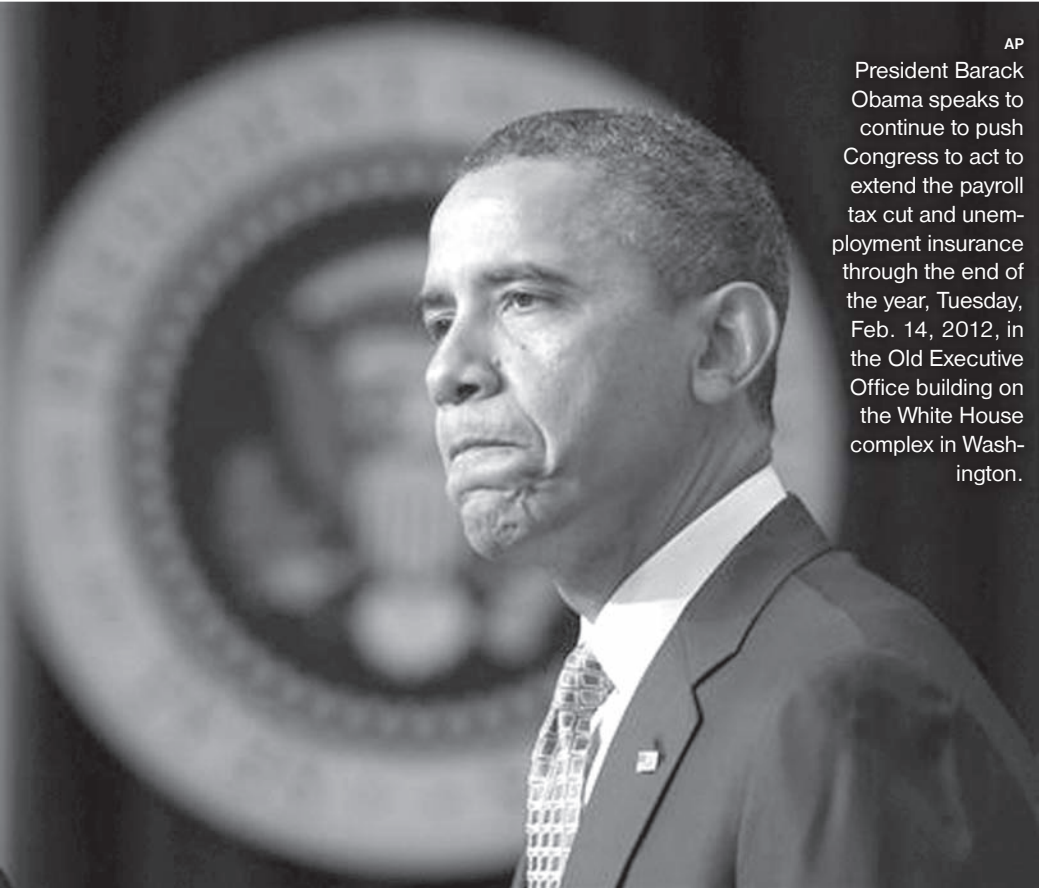 AP
President Barack
Obama speaks to
continue to push
Congress to act to
extend the payroll
tax cut and unem-
ployment insurance
through the end of
the year, Tuesday,
Feb. 14, 2012, in
the Old Executive
Office building on
the White House
complex in Wash-
ington.